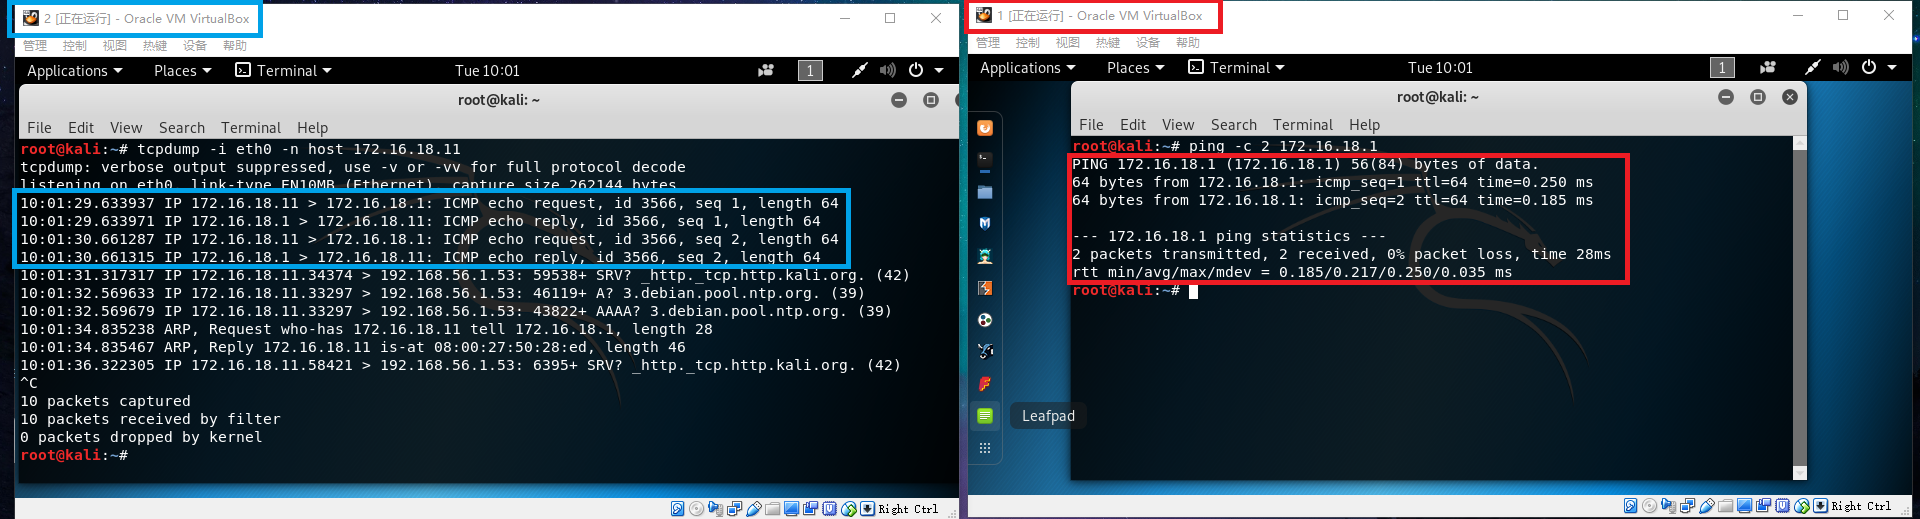 2 [正在运行] - Oracle VM VirtualBox
管理 控制 视图 热键 设备 帮助
Applications Places Terminal Tue 10:01 1
root@kali: ~
File Edit View Search Terminal Help
root@kali:~# tcpdump -i eth0 -n host 172.16.18.11
tcpdump: verbose output suppressed, use -v or -vv for full protocol decode
listening on eth0, link-type EN10MB (Ethernet), capture size 262144 bytes
10:01:29.633937 IP 172.16.18.11 > 172.16.18.1: ICMP echo request, id 3566, seq 1, length 64
10:01:29.633971 IP 172.16.18.1 > 172.16.18.11: ICMP echo reply, id 3566, seq 1, length 64
10:01:30.661287 IP 172.16.18.11 > 172.16.18.1: ICMP echo request, id 3566, seq 2, length 64
10:01:30.661315 IP 172.16.18.1 > 172.16.18.11: ICMP echo reply, id 3566, seq 2, length 64
10:01:31.317317 IP 172.16.18.11.34374 > 192.168.56.1.53: 59538+ SRV? _http._tcp.http.kali.org. (42)
10:01:32.569633 IP 172.16.18.11.33297 > 192.168.56.1.53: 46119+ A? 3.debian.pool.ntp.org. (39)
10:01:32.569679 IP 172.16.18.11.33297 > 192.168.56.1.53: 43822+ AAAA? 3.debian.pool.ntp.org. (39)
10:01:34.835238 ARP, Request who-has 172.16.18.11 tell 172.16.18.1, length 28
10:01:34.835467 ARP, Reply 172.16.18.11 is-at 08:00:27:50:28:ed, length 46
10:01:36.322305 IP 172.16.18.11.58421 > 192.168.56.1.53: 6395+ SRV? _http._tcp.http.kali.org. (42)
^C
10 packets captured
10 packets received by filter
0 packets dropped by kernel
root@kali:~#
Right Ctrl
1 [正在运行] - Oracle VM VirtualBox
管理 控制 视图 热键 设备 帮助
Applications Places Terminal Tue 10:01 1
root@kali: ~
File Edit View Search Terminal Help
root@kali:~# ping -c 2 172.16.18.1
PING 172.16.18.1 (172.16.18.1) 56(84) bytes of data.
64 bytes from 172.16.18.1: icmp_seq=1 ttl=64 time=0.250 ms
64 bytes from 172.16.18.1: icmp_seq=2 ttl=64 time=0.185 ms
--- 172.16.18.1 ping statistics ---
2 packets transmitted, 2 received, 0% packet loss, time 28ms
rtt min/avg/max/mdev = 0.185/0.217/0.250/0.035 ms
root@kali:~#
Leafpad
Right Ctrl